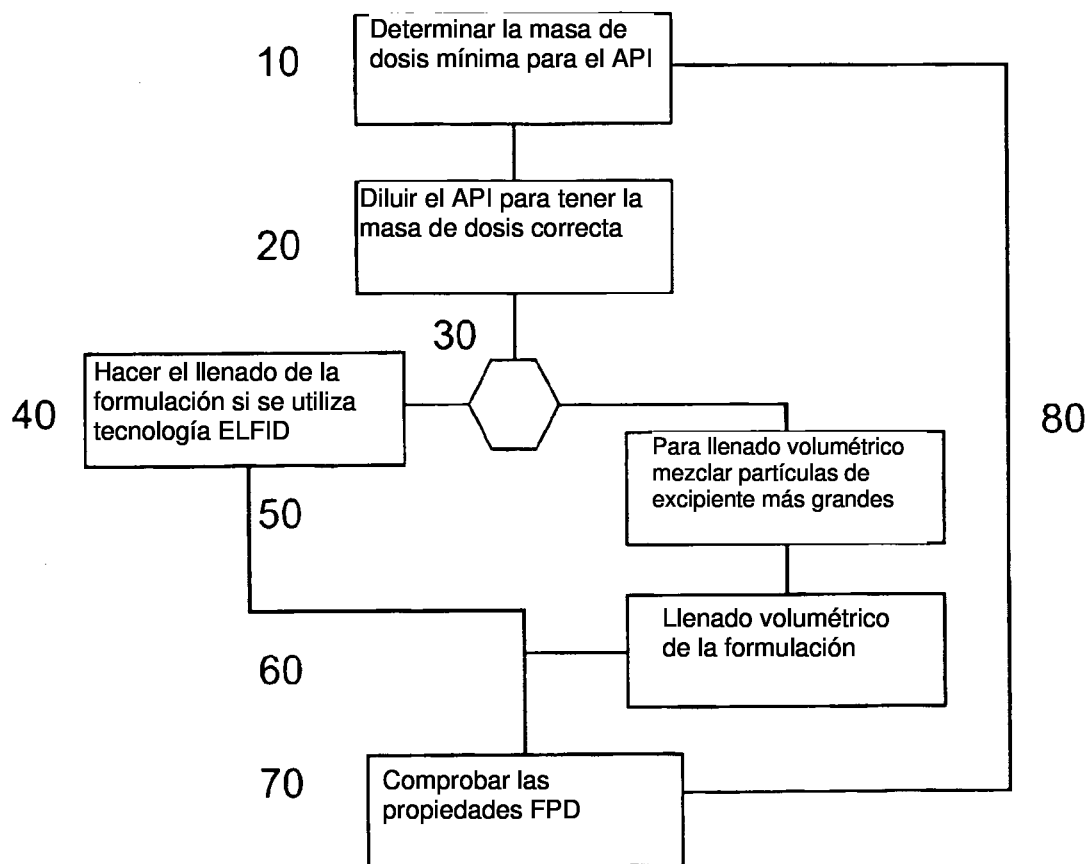 10
Determinar la masa de
dosis mínima para el API
20
Diluir el API para tener la
masa de dosis correcta
30
40
Hacer el llenado de la
formulación si se utiliza
tecnología ELFID
80
Para llenado volumétrico
mezclar partículas de
excipiente más grandes
50
Llenado volumétrico
de la formulación
60
70
Comprobar las
propiedades FPD